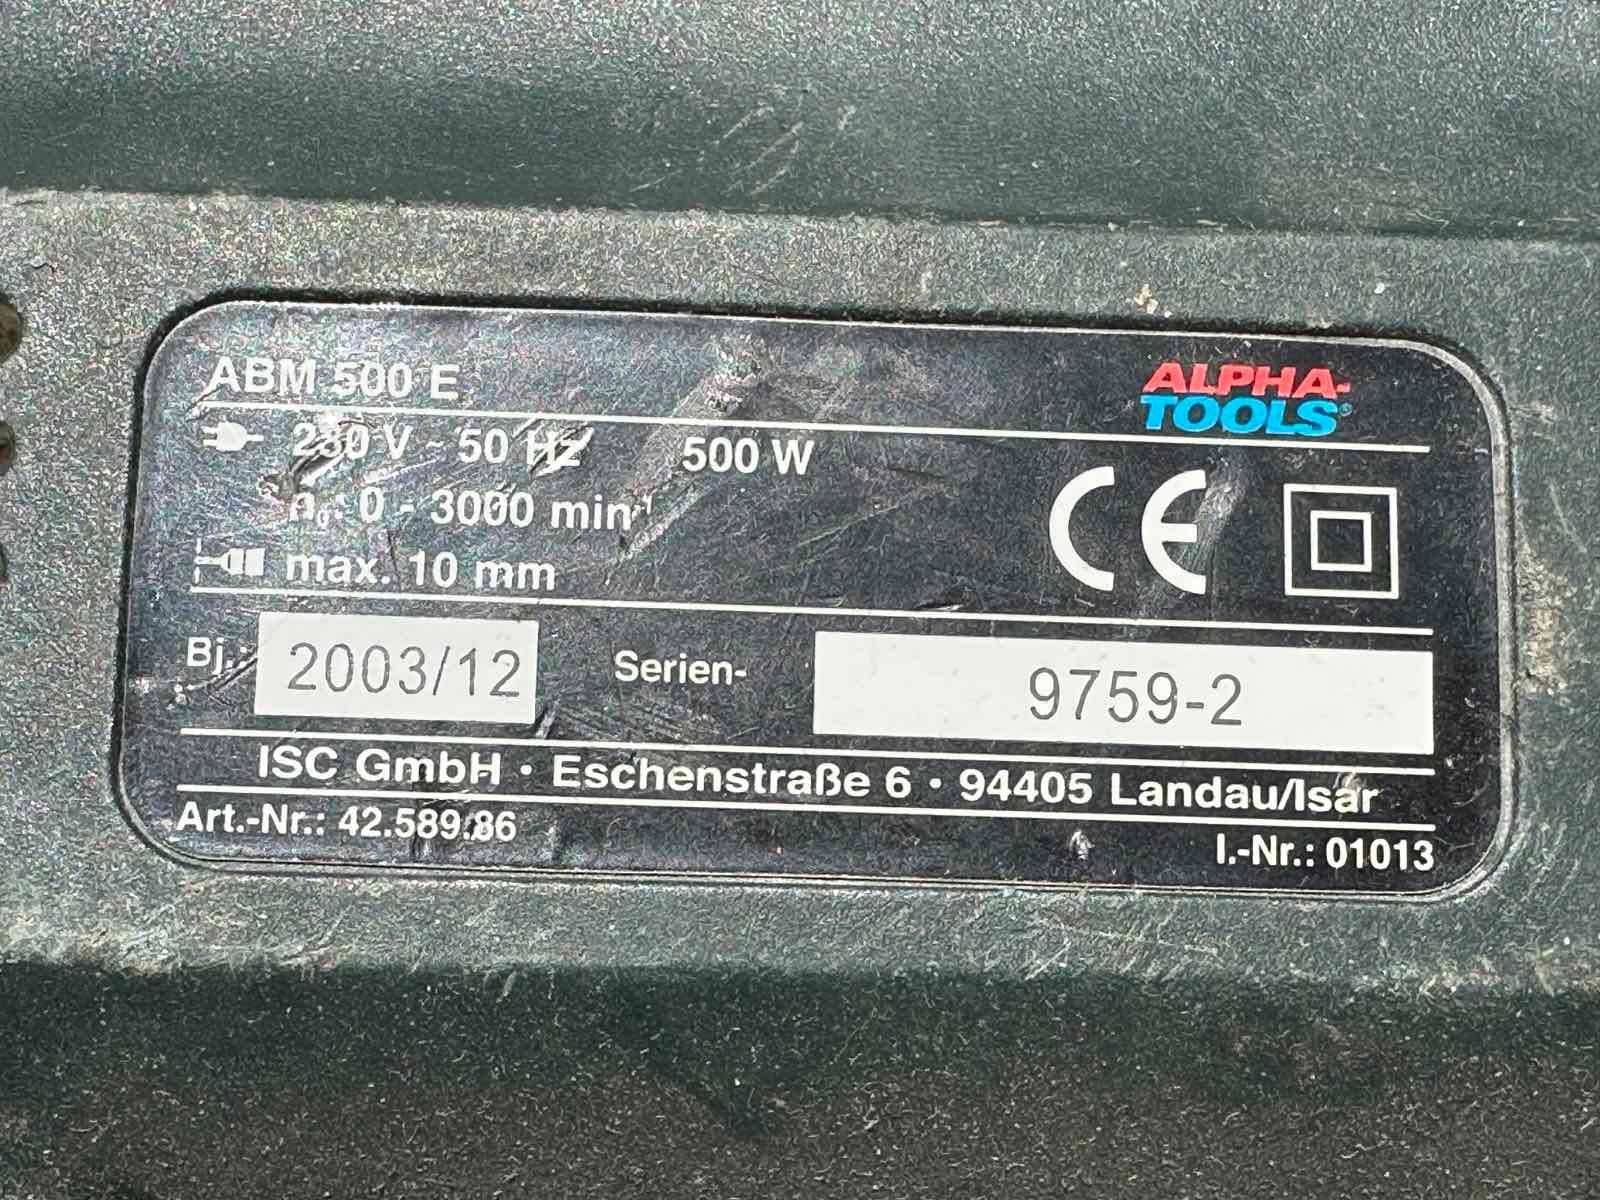 ABM 500 E
ALPHA-
TOOLS®
230 V ~ 50 Hz 500 W
n₀: 0 - 3000 min⁻¹
CE
max. 10 mm
Bj.: 2003/12 Serien- 9759-2
ISC GmbH · Eschenstraße 6 · 94405 Landau/Isar
Art.-Nr.: 42.589.86
I.-Nr.: 01013